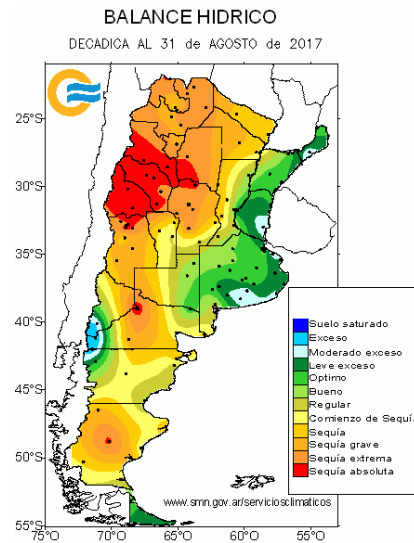 BALANCE HIDRICO
DECADICA AL 31 de AGOSTO de 2017
25°S
30°S
35°S
40°S
45°S
50°S
55°S
75°W
70°W
65°W
60°W
55°W
Suelo saturado
Exceso
Moderado exceso
Leve exceso
Optimo
Bueno
Regular
Comienzo de Sequí
Sequía
Sequía grave
Sequía extrema
Sequía absoluta
www.smn.gov.ar/serviciosclimaticos